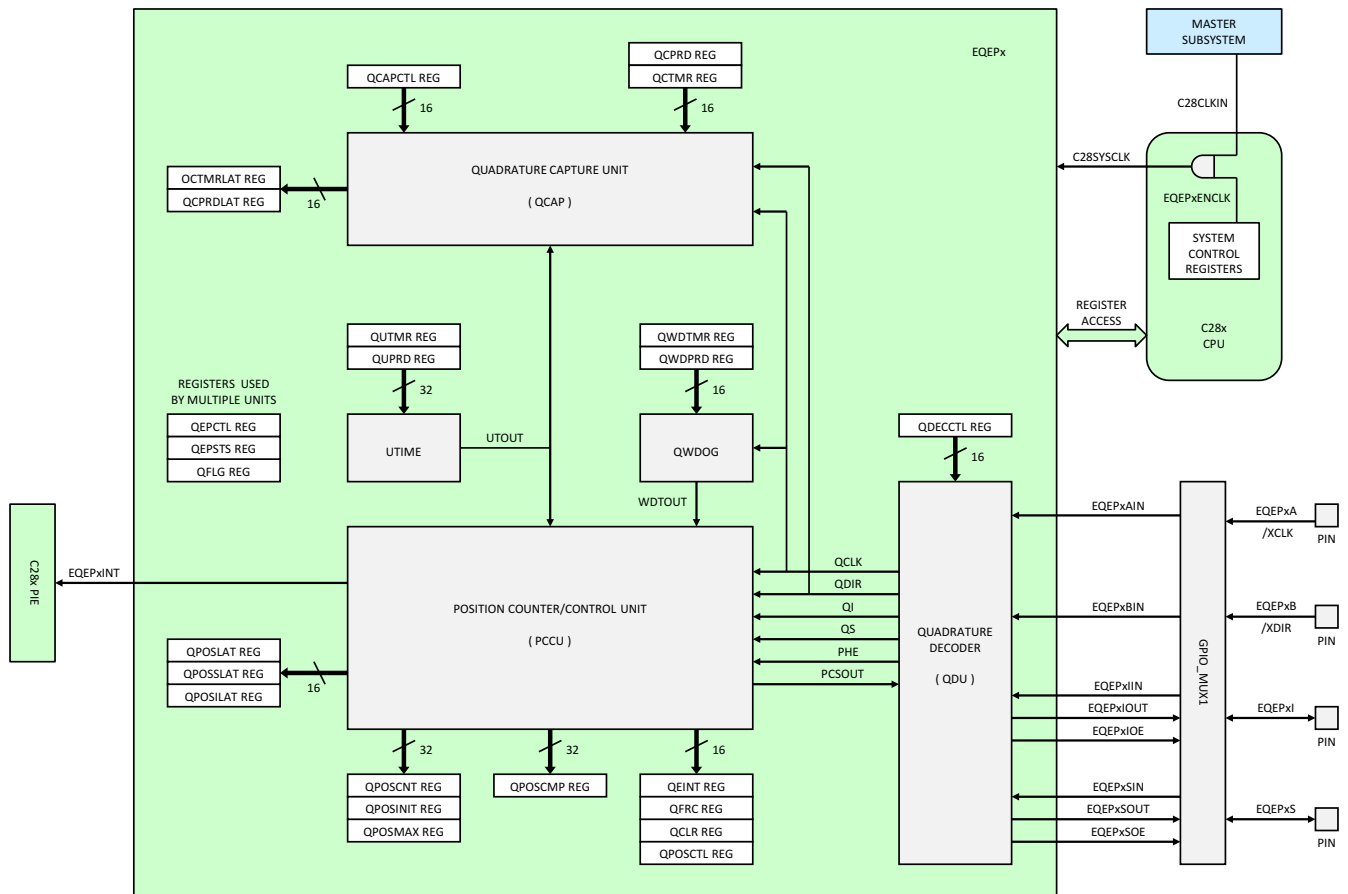 MASTER
SUBSYSTEM
EQEPx
QCPRD REG
QCTMR REG
16
QCAPCTL REG
16
C28CLKIN
C28SYSCLK
EQEPxENCLK
SYSTEM
CONTROL
REGISTERS
C28x
CPU
REGISTER
ACCESS
QUADRATURE CAPTURE UNIT
( QCAP )
OCTMRLAT REG
QCPRDLAT REG
16
QUTMR REG
QUPRD REG
32
QWDTMR REG
QWDPRD REG
16
REGISTERS USED
BY MULTIPLE UNITS
QEPCTL REG
QEPSTS REG
QFLG REG
UTIME
UTOUT
QWDOG
WDTOUT
QDECCTL REG
16
C28x PIE
EQEPxINT
POSITION COUNTER/CONTROL UNIT
( PCCU )
QCLK
QDIR
QI
QS
PHE
PCSOUT
QUADRATURE
DECODER
( QDU )
EQEPxAIN
EQEPxBIN
EQEPxIIN
EQEPxIOUT
EQEPxIOE
EQEPxSIN
EQEPxSOUT
EQEPxSOE
GPIO_MUX1
EQEPxA
/XCLK
PIN
EQEPxB
/XDIR
PIN
EQEPxI
PIN
EQEPxS
PIN
QPOSLAT REG
QPOSSLAT REG
QPOSILAT REG
16
32
QPOSCNT REG
QPOSINIT REG
QPOSMAX REG
32
QPOSCMP REG
16
QEINT REG
QFRC REG
QCLR REG
QPOSCTL REG